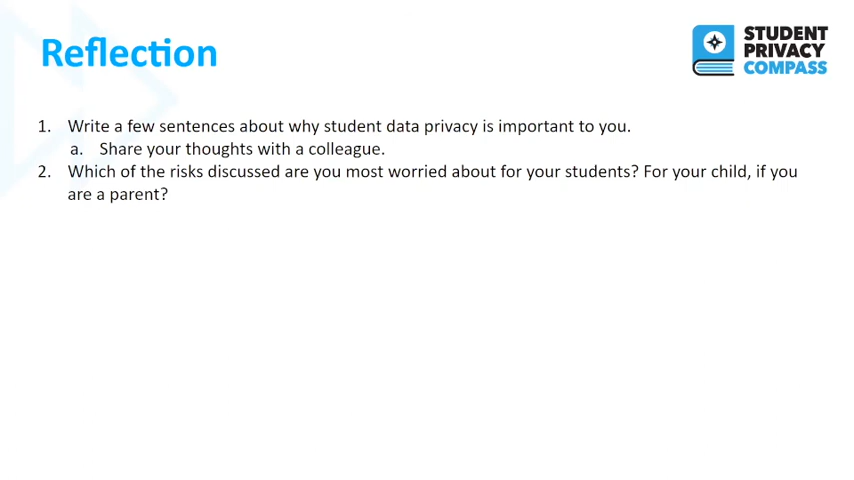 Reflection
STUDENT
PRIVACY
COMPASS
1. Write a few sentences about why student data privacy is important to you.
a. Share your thoughts with a colleague.
2. Which of the risks discussed are you most worried about for your students? For your child, if you
are a parent?